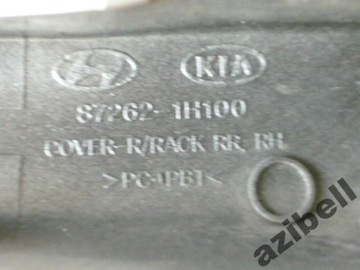 KIA
87262-1H100
COVER-R/RACK RR, RH,
>PC+PBT<
azibell